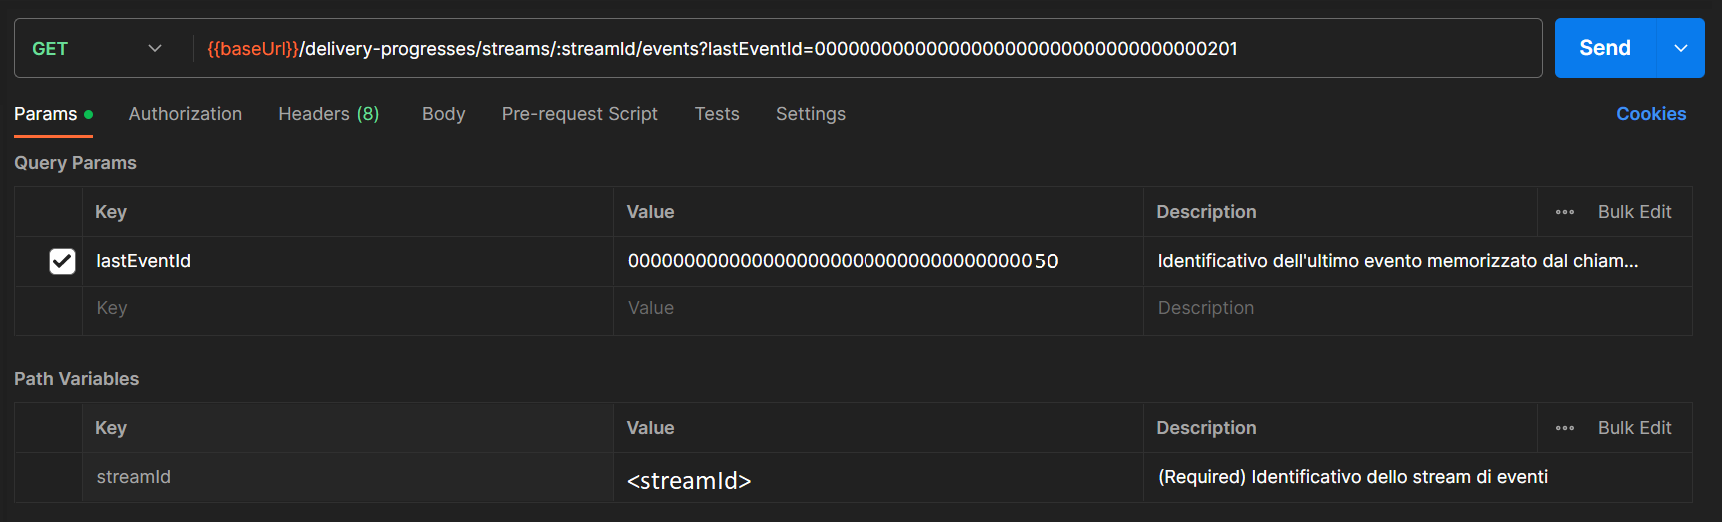 GET {{baseUrl}}/delivery-progresses/streams/:streamId/events?lastEventId=00000000000000000000000000000000000201 Send
Params Authorization Headers (8) Body Pre-request Script Tests Settings Cookies
Query Params
Key Value Description Bulk Edit
lastEventId 00000000000000000000000000000000000050 Identificativo dell'ultimo evento memorizzato dal chiam...
Key Value Description
Path Variables
Key Value Description Bulk Edit
streamId <streamId> (Required) Identificativo dello stream di eventi